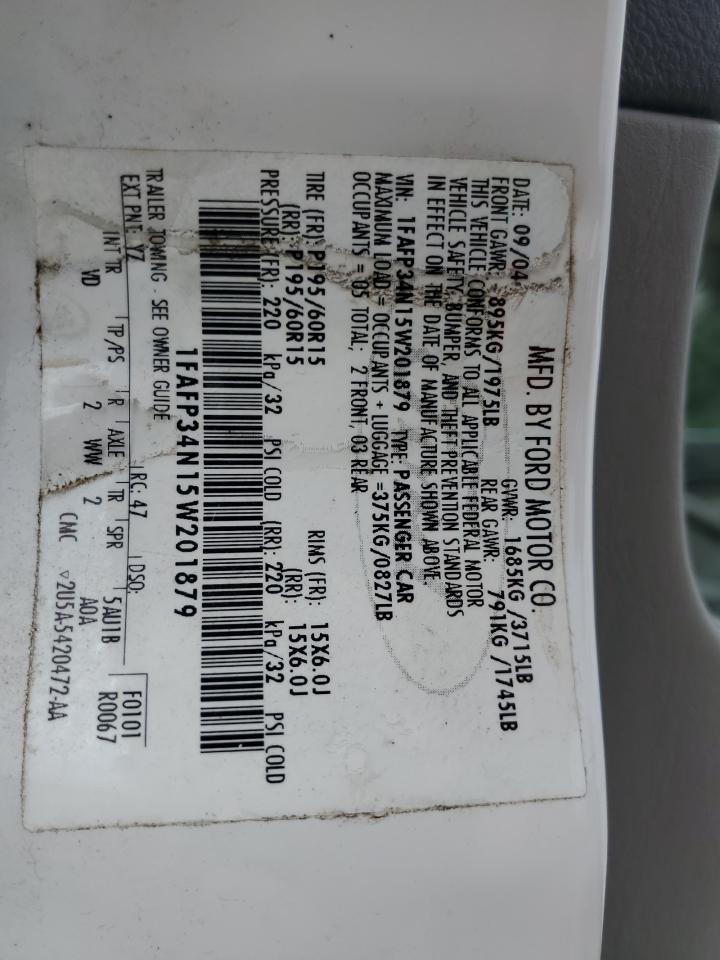 MFD. BY FORD MOTOR CO.
DATE: 09/04 GVWR: 1685KG /3715LB
FRONT GAWR: 895KG/1975LB REAR GAWR: 791KG /1745LB
THIS VEHICLE CONFORMS TO ALL APPLICABLE FEDERAL MOTOR
VEHICLE SAFETY, BUMPER, AND THEFT PREVENTION STANDARDS
IN EFFECT ON THE DATE OF MANUFACTURE SHOWN ABOVE.
VIN: 1FAFP34N15W201879 TYPE: PASSENGER CAR
MAXIMUM LOAD = OCCUPANTS + LUGGAGE =375KG/0827LB
OCCUPANTS = 05 TOTAL; 2 FRONT, 03 REAR
TIRE (FR): P195/60R15 RIMS (FR): 15X6.0J
(RR): P195/60R15 (RR): 15X6.0J
PRESSURE (FR): 220 kPa/32 PSI COLD (RR): 220 kPa/32 PSI COLD
1FAFP34N15W201879
TRAILER TOWING - SEE OWNER GUIDE
EXT PNT: YZ RC: 47 DSO:
INT TR TP/PS R AXLE TR SPR F0101
VD 2 WW 2 5AU1B R0067
AOA
CMC ▽2U5A-5420472-AA